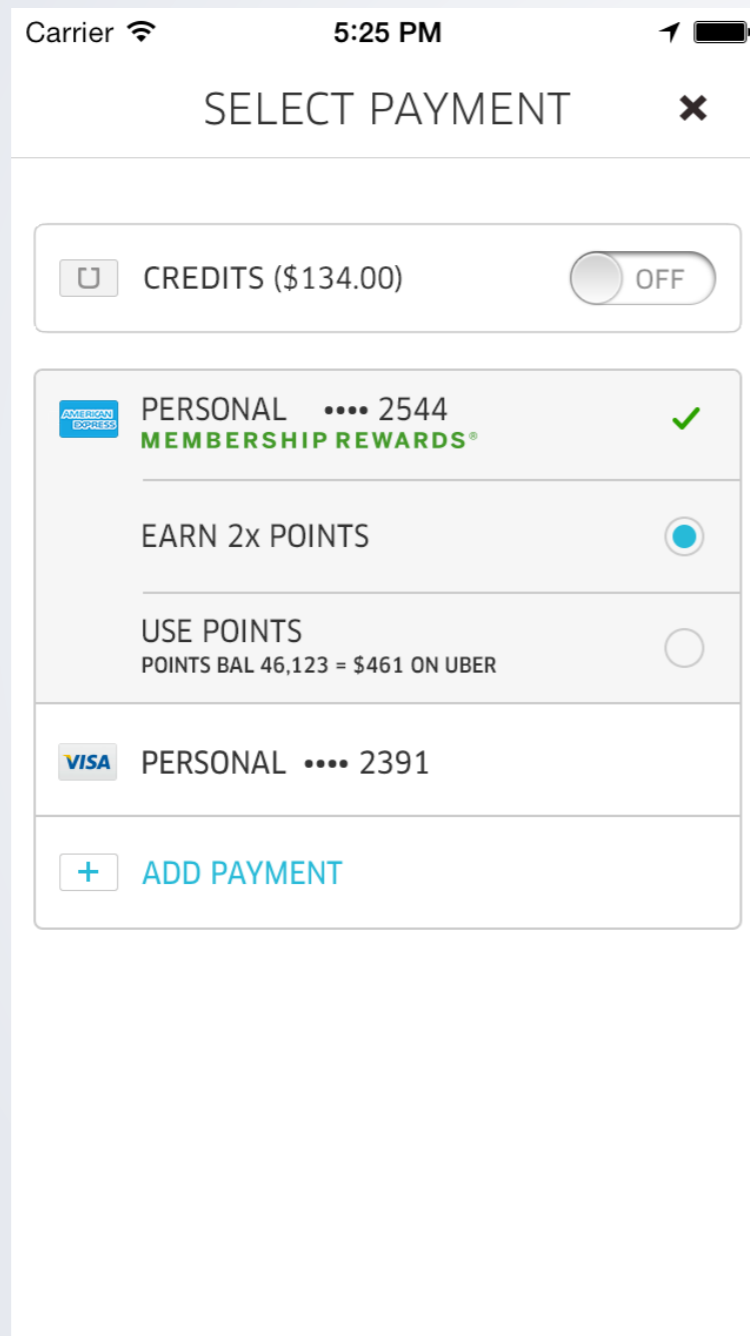 Carrier 5:25 PM
SELECT PAYMENT
CREDITS ($134.00) OFF
AMERICAN
EXPRESS
PERSONAL •••• 2544
MEMBERSHIP REWARDS®
EARN 2x POINTS
USE POINTS
POINTS BAL 46,123 = $461 ON UBER
VISA PERSONAL •••• 2391
+ ADD PAYMENT